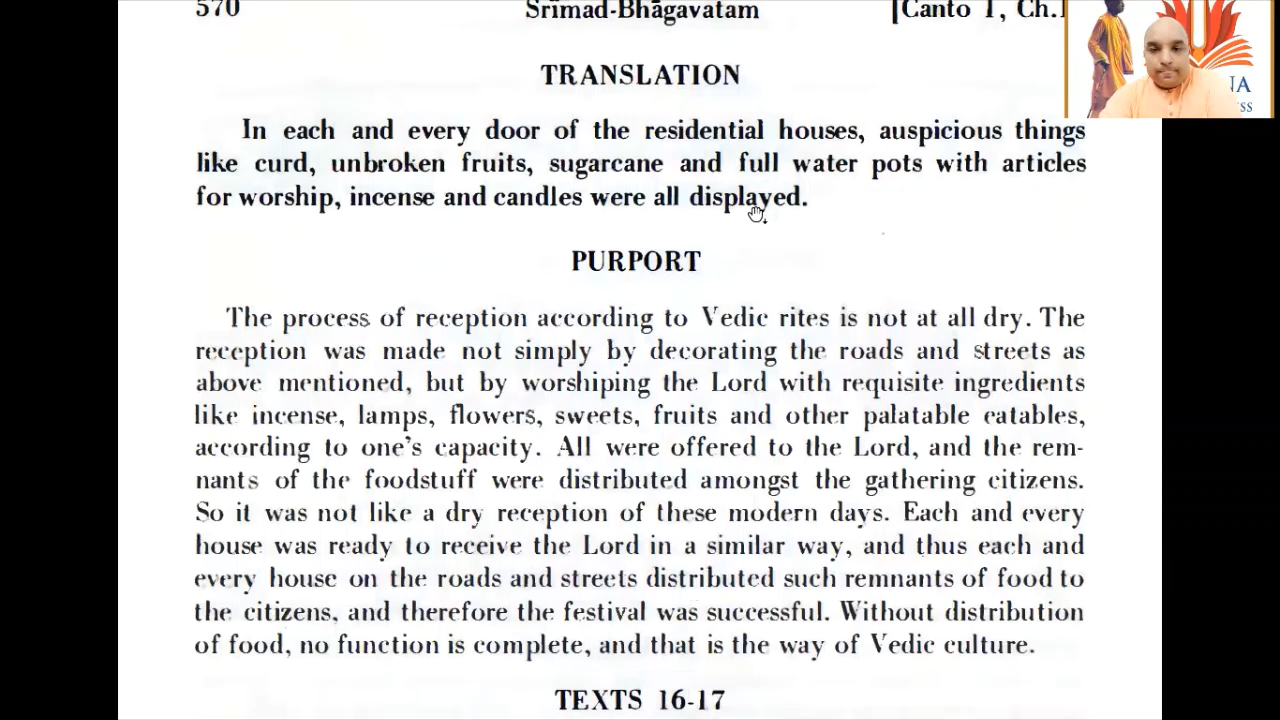 570 Śrīmad-Bhāgavatam [Canto 1, Ch.
TRANSLATION
In each and every door of the residential houses, auspicious things
like curd, unbroken fruits, sugarcane and full water pots with articles
for worship, incense and candles were all displayed.
PURPORT
The process of reception according to Vedic rites is not at all dry. The
reception was made not simply by decorating the roads and streets as
above mentioned, but by worshiping the Lord with requisite ingredients
like incense, lamps, flowers, sweets, fruits and other palatable eatables,
according to one's capacity. All were offered to the Lord, and the rem-
nants of the foodstuff were distributed amongst the gathering citizens.
So it was not like a dry reception of these modern days. Each and every
house was ready to receive the Lord in a similar way, and thus each and
every house on the roads and streets distributed such remnants of food to
the citizens, and therefore the festival was successful. Without distribution
of food, no function is complete, and that is the way of Vedic culture.
TEXTS 16-17